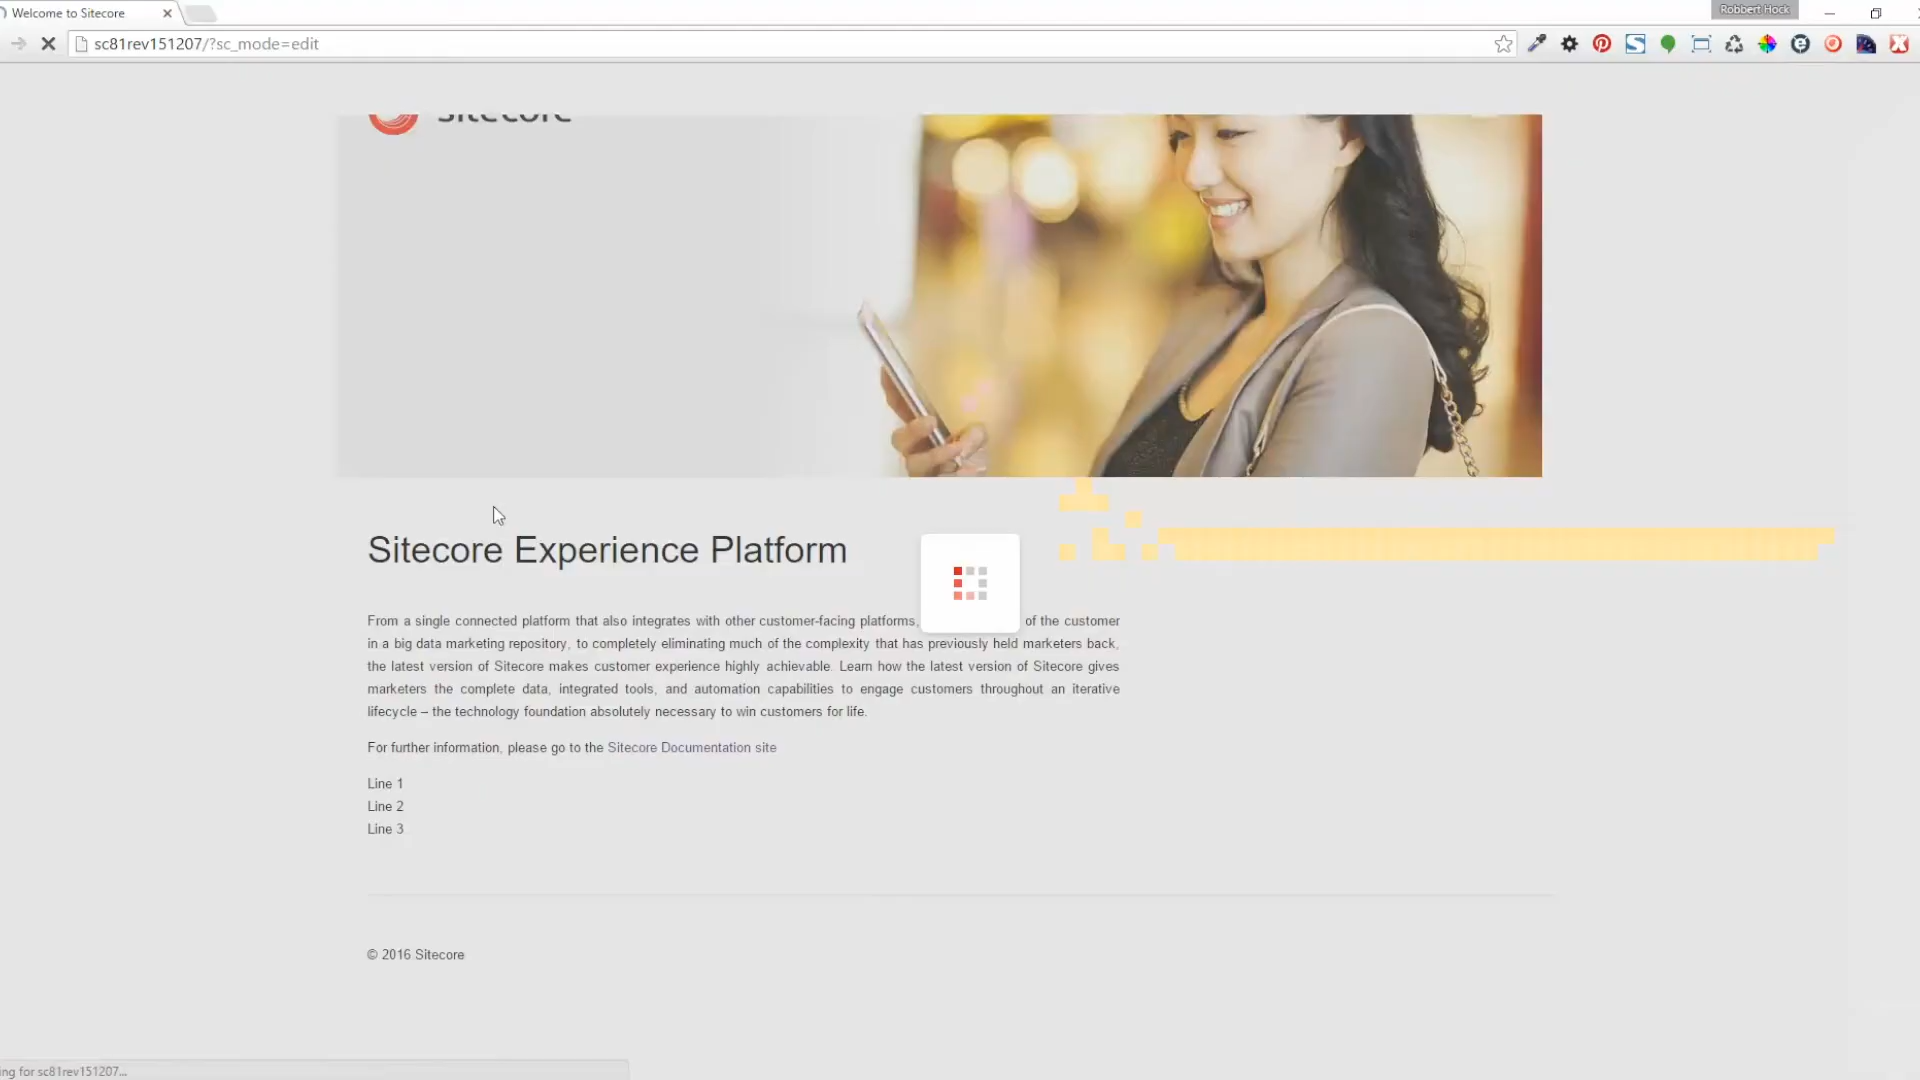 Welcome to Sitecore
Robbert Hock
sc81rev151207/?sc_mode=edit
sitecore
Sitecore Experience Platform
From a single connected platform that also integrates with other customer-facing platforms, of the customer
in a big data marketing repository, to completely eliminating much of the complexity that has previously held marketers back,
the latest version of Sitecore makes customer experience highly achievable. Learn how the latest version of Sitecore gives
marketers the complete data, integrated tools, and automation capabilities to engage customers throughout an iterative
lifecycle – the technology foundation absolutely necessary to win customers for life.
For further information, please go to the Sitecore Documentation site
Line 1
Line 2
Line 3
© 2016 Sitecore
ing for sc81rev151207...